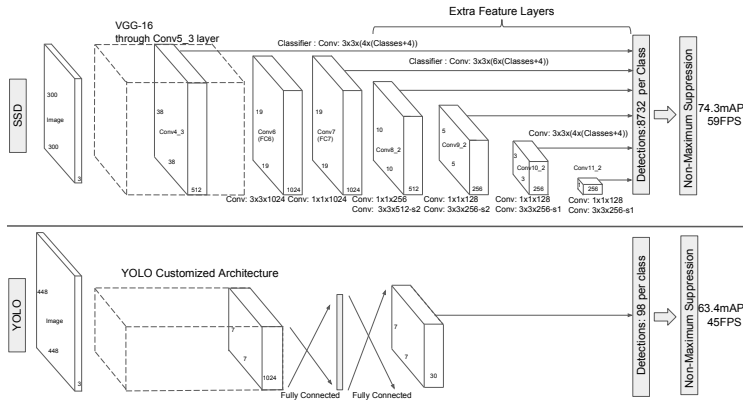 Extra Feature Layers
VGG-16
through Conv5_3 layer
Classifier : Conv: 3x3x(4x(Classes+4))
Classifier : Conv: 3x3x(6x(Classes+4))
SSD
300
Image
300
3
38
Conv4_3
38
512
19
Conv6
(FC6)
19
1024
19
Conv7
(FC7)
19
1024
10
Conv8_2
10
512
5
Conv9_2
5
256
Conv: 3x3x(4x(Classes+4))
3
Conv10_2
3
256
Conv11_2
1
256
Conv: 3x3x1024
Conv: 1x1x1024
Conv: 1x1x256
Conv: 3x3x512-s2
Conv: 1x1x128
Conv: 3x3x256-s2
Conv: 1x1x128
Conv: 3x3x256-s1
Conv: 1x1x128
Conv: 3x3x256-s1
Detections:8732 per Class
Non-Maximum Suppression
74.3mAP
59FPS
YOLO
448
Image
448
3
YOLO Customized Architecture
7
7
1024
Fully Connected
Fully Connected
7
7
30
Detections: 98 per class
Non-Maximum Suppression
63.4mAP
45FPS